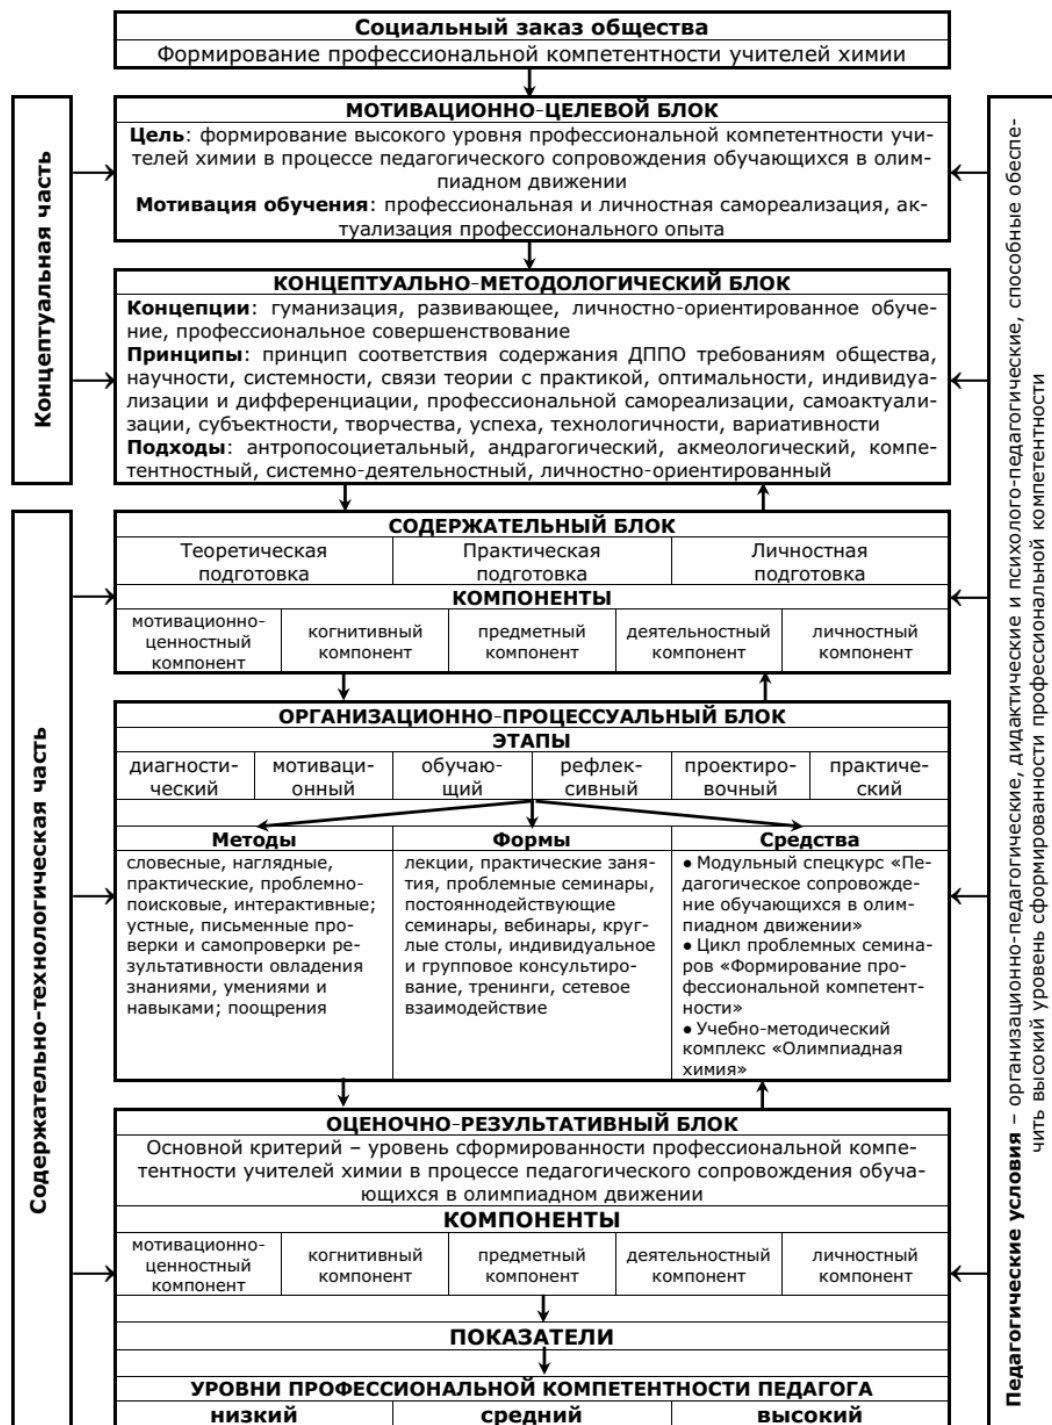 Социальный заказ общества
Формирование профессиональной компетентности учителей химии
Концептуальная часть
МОТИВАЦИОННО-ЦЕЛЕВОЙ БЛОК
Цель: формирование высокого уровня профессиональной компетентности учи-
телей химии в процессе педагогического сопровождения обучающихся в олим-
пиадном движении
Мотивация обучения: профессиональная и личностная самореализация, ак-
туализация профессионального опыта
КОНЦЕПТУАЛЬНО-МЕТОДОЛОГИЧЕСКИЙ БЛОК
Концепции: гуманизация, развивающее, личностно-ориентированное обуче-
ние, профессиональное совершенствование
Принципы: принцип соответствия содержания ДППО требованиям общества,
научности, системности, связи теории с практикой, оптимальности, индивидуа-
лизации и дифференциации, профессиональной самореализации, самоактуали-
зации, субъектности, творчества, успеха, технологичности, вариативности
Подходы: антропосоциетальный, андрагогический, акмеологический, компе-
тентностный, системно-деятельностный, личностно-ориентированный
Содержательно-технологическая часть
СОДЕРЖАТЕЛЬНЫЙ БЛОК
Теоретическая
подготовка
Практическая
подготовка
Личностная
подготовка
КОМПОНЕНТЫ
мотивационно-
ценностный
компонент
когнитивный
компонент
предметный
компонент
деятельностный
компонент
личностный
компонент
ОРГАНИЗАЦИОННО-ПРОЦЕССУАЛЬНЫЙ БЛОК
ЭТАПЫ
диагности-
ческий
мотиваци-
онный
обучаю-
щий
рефлек-
сивный
проектиро-
вочный
практиче-
ский
Методы
словесные, наглядные,
практические, проблемно-
поисковые, интерактивные;
устные, письменные про-
верки и самопроверки ре-
зультативности овладения
знаниями, умениями и
навыками; поощрения
Формы
лекции, практические заня-
тия, проблемные семинары,
постояннодействующие
семинары, вебинары, круг-
лые столы, индивидуальное
и групповое консультиро-
вание, тренинги, сетевое
взаимодействие
Средства
● Модульный спецкурс «Пе-
дагогическое сопровожде-
ние обучающихся в олим-
пиадном движении»
● Цикл проблемных семина-
ров «Формирование про-
фессиональной компетент-
ности»
● Учебно-методический
комплекс «Олимпиадная
химия»
ОЦЕНОЧНО-РЕЗУЛЬТАТИВНЫЙ БЛОК
Основной критерий – уровень сформированности профессиональной компе-
тентности учителей химии в процессе педагогического сопровождения обуча-
ющихся в олимпиадном движении
КОМПОНЕНТЫ
мотивационно-
ценностный
компонент
когнитивный
компонент
предметный
компонент
деятельностный
компонент
личностный
компонент
ПОКАЗАТЕЛИ
УРОВНИ ПРОФЕССИОНАЛЬНОЙ КОМПЕТЕНТНОСТИ ПЕДАГОГА
низкий
средний
высокий
Педагогические условия – организационно-педагогические, дидактические и психолого-педагогические, способные обеспе-
чить высокий уровень сформированности профессиональной компетентности